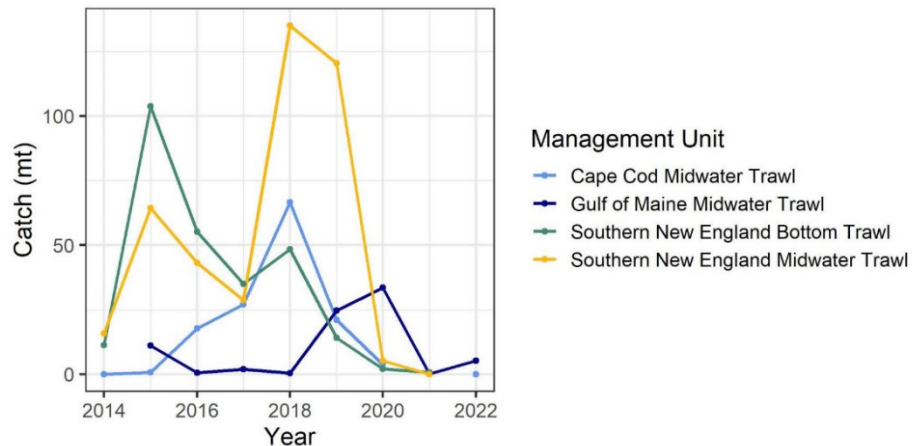 Catch (mt)
100
50
0
2014
2016
2018
2020
2022
Year
Management Unit
Cape Cod Midwater Trawl
Gulf of Maine Midwater Trawl
Southern New England Bottom Trawl
Southern New England Midwater Trawl